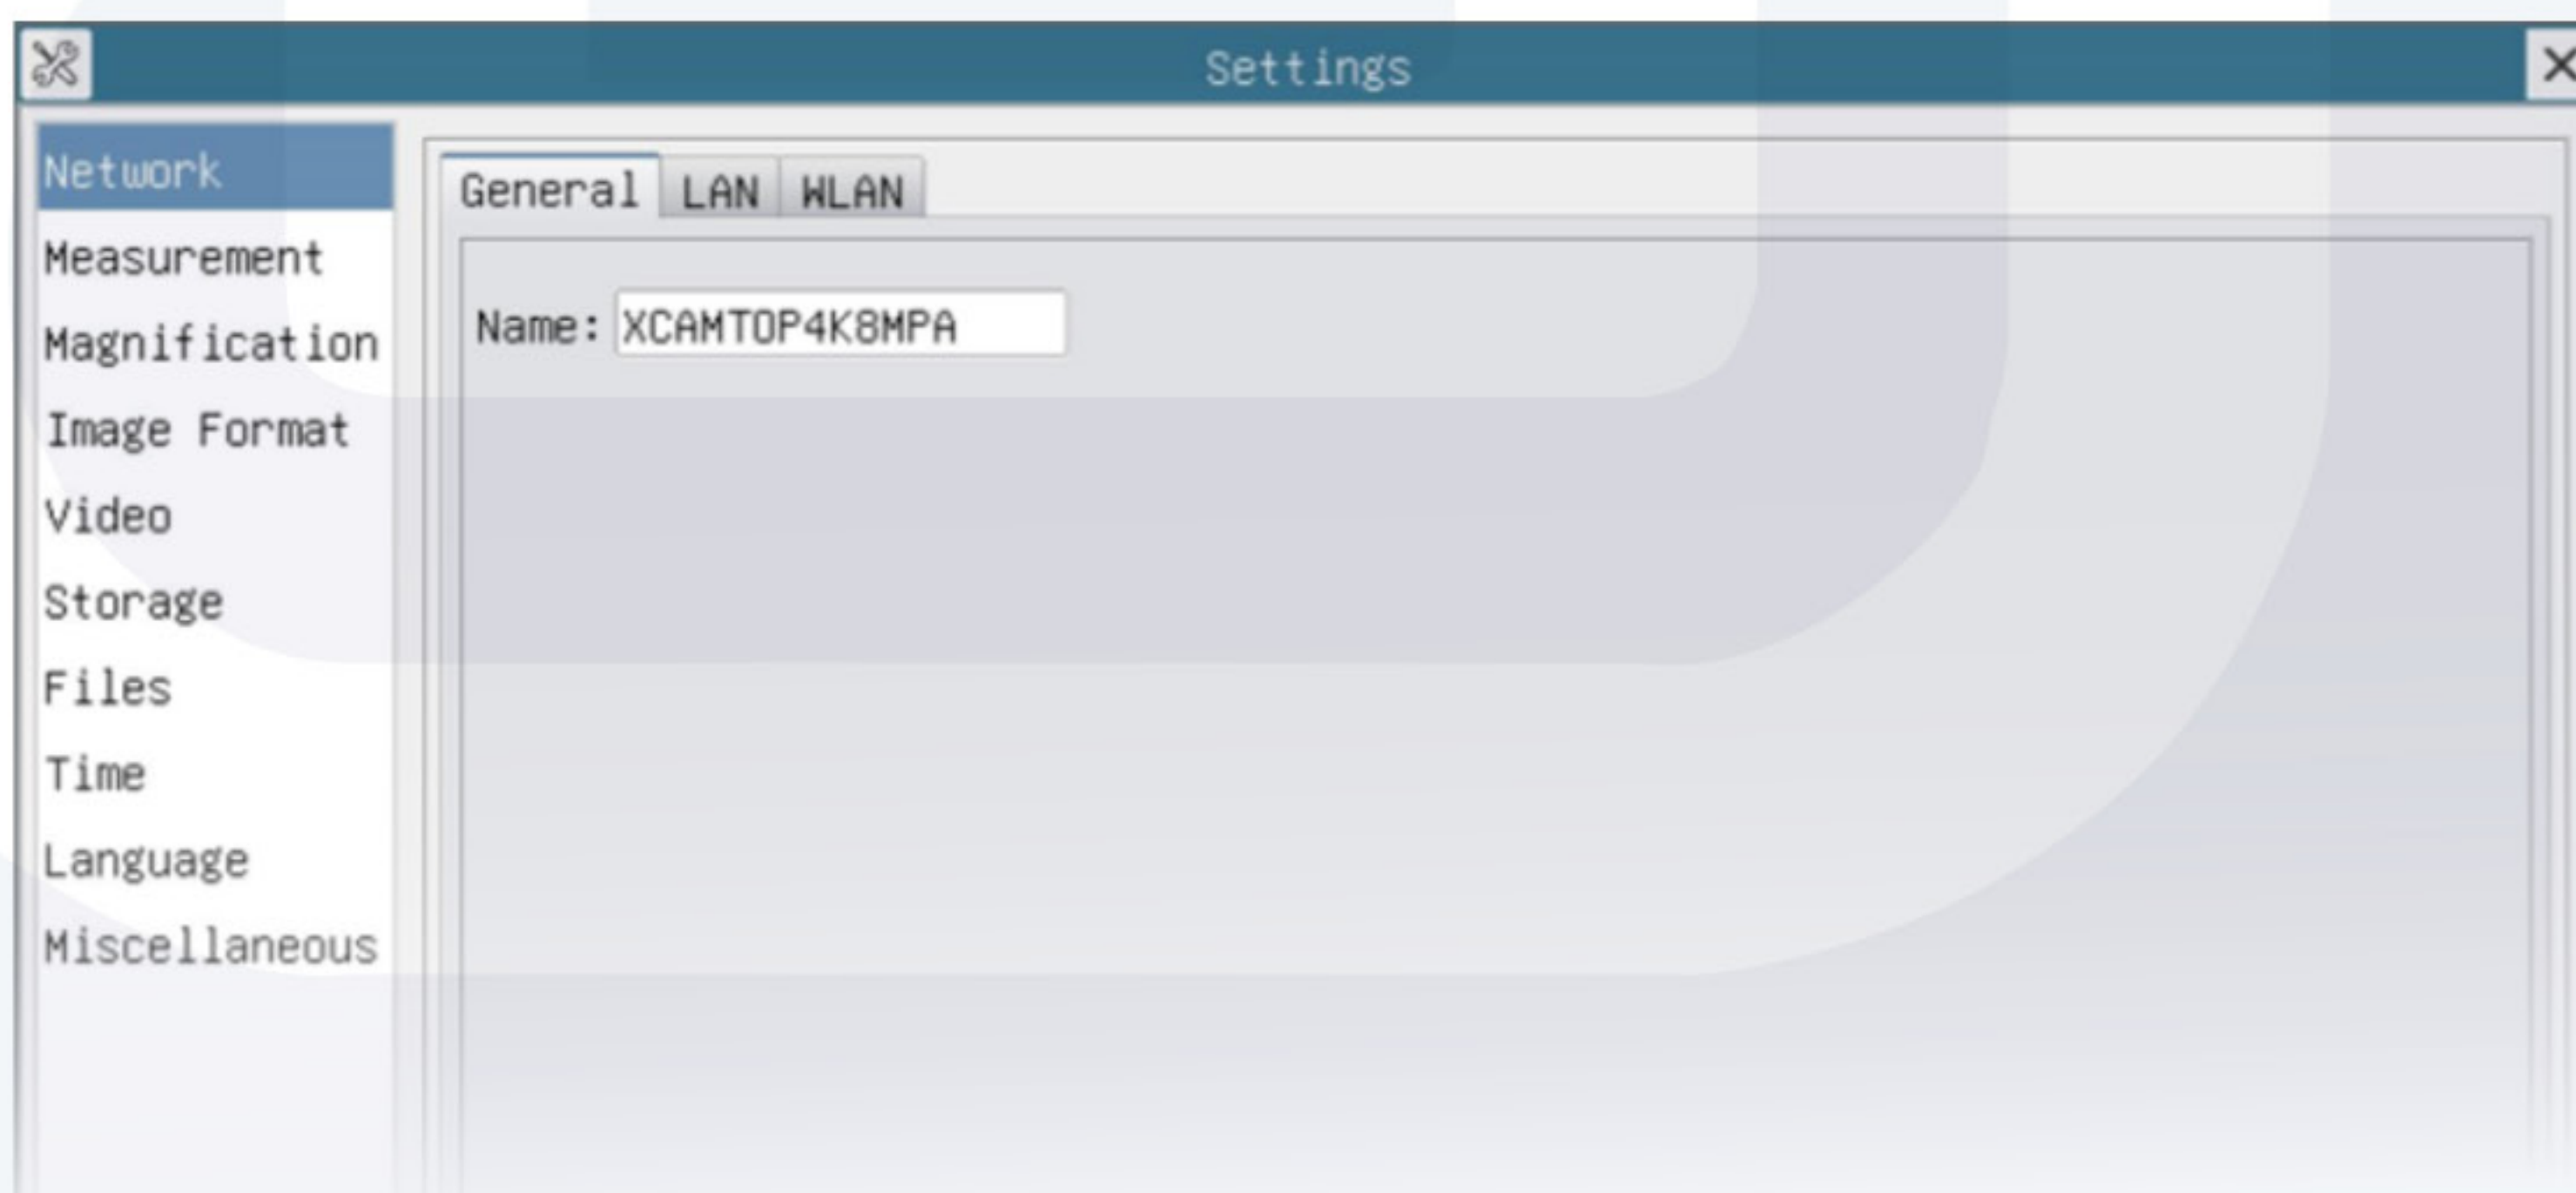 Settings
Network
Measurement
Magnification
Image Format
Video
Storage
Files
Time
Language
Miscellaneous
General LAN WLAN
Name: XCAMTOP4K8MPA